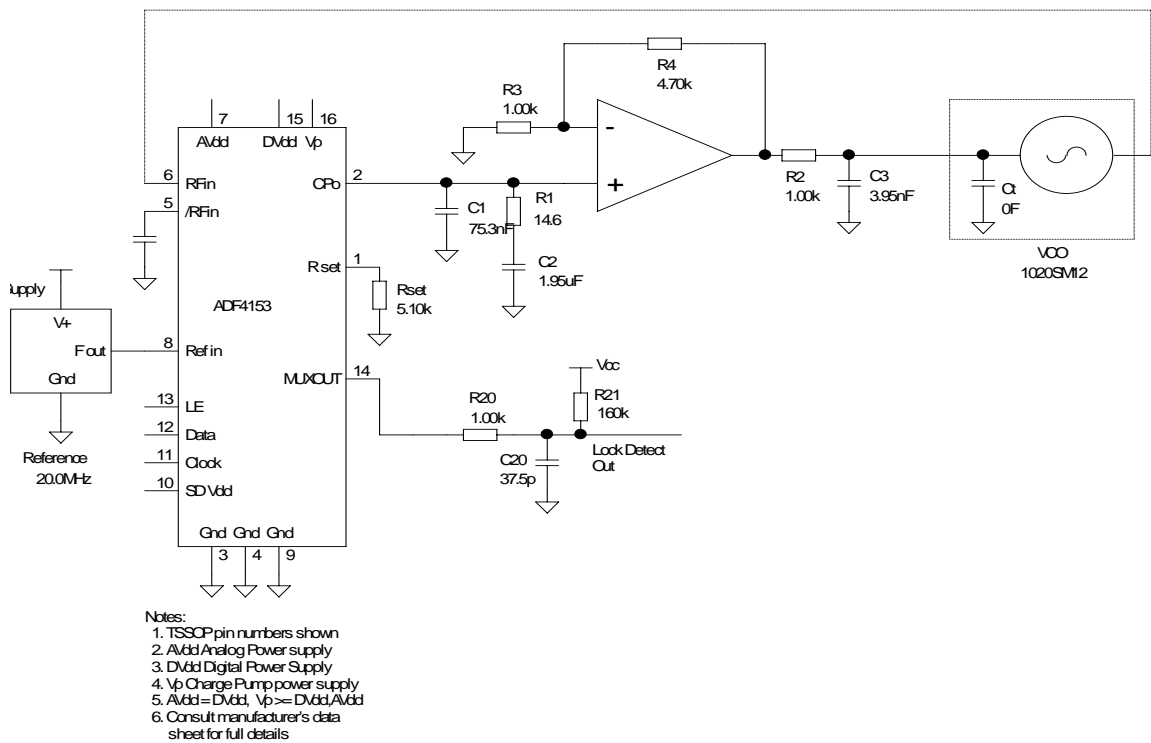 R4
4.70k
R3
1.00k
7
15
16
AVdd
DVdd
Vp
-
+
6
RFin
CPo
2
5
/RFin
C1
75.3nF
R1
14.6
C2
1.95uF
R2
1.00k
C3
3.95nF
Ct
0F
VCO
1020SM12
1
Rset
Rset
5.10k
ADF4153
upply
V+
Fout
Gnd
8
Refin
MUXOUT
14
Vcc
R20
1.00k
R21
160k
C20
37.5p
Lock Detect
Out
13
LE
12
Data
11
Clock
10
SDVdd
Reference
20.0MHz
Gnd Gnd Gnd
3
4
9
Notes:
1. TSSOP pin numbers shown
2. AVdd Analog Power supply
3. DVdd Digital Power Supply
4. Vp Charge Pump power supply
5. AVdd = DVdd, Vp >= DVdd,AVdd
6. Consult manufacturer's data
sheet for full details